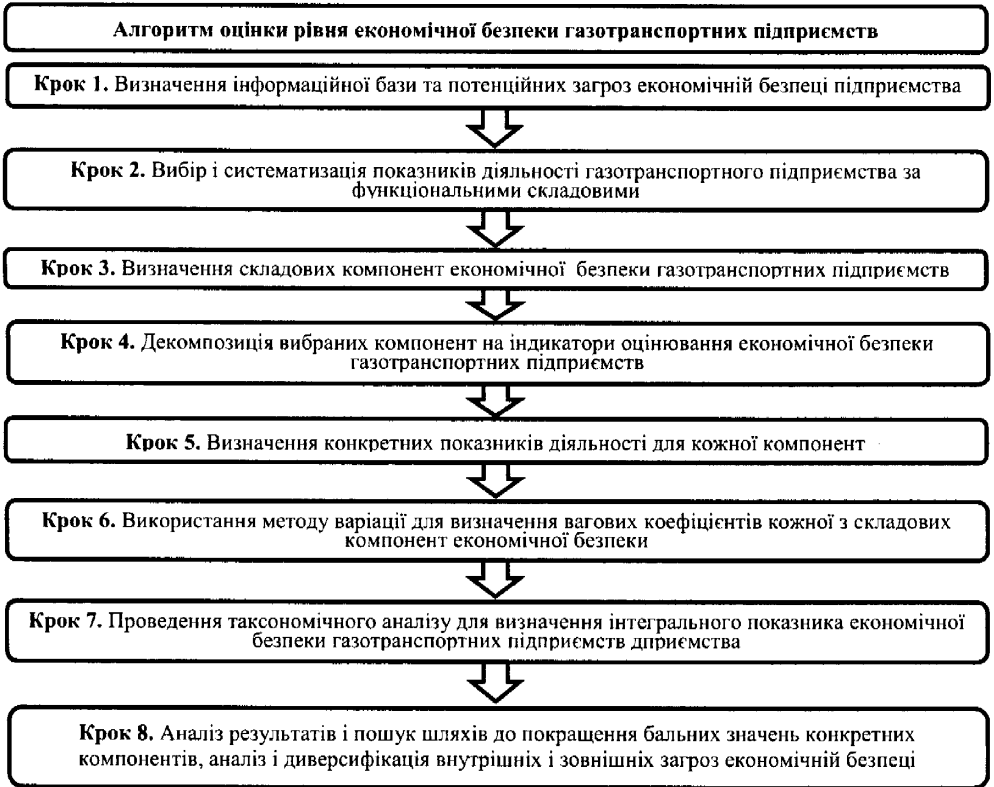 Алгоритм оцінки рівня економічної безпеки газотранспортних підприємств
Крок 1. Визначення інформаційної бази та потенційних загроз економічній безпеці підприємства
Крок 2. Вибір і систематизація показників діяльності газотранспортного підприємства за
функціональними складовими
Крок 3. Визначення складових компонент економічної безпеки газотранспортних підприємств
Крок 4. Декомпозиція вибраних компонент на індикатори оцінювання економічної безпеки
газотранспортних підприємств
Крок 5. Визначення конкретних показників діяльності для кожної компонент
Крок 6. Використання методу варіації для визначення вагових коефіцієнтів кожної з складових
компонент економічної безпеки
Крок 7. Проведення таксономічного аналізу для визначення інтегрального показника економічної
безпеки газотранспортних підприємств дприємства
Крок 8. Аналіз результатів і пошук шляхів до покращення бальних значень конкретних
компонентів, аналіз і диверсифікація внутрішніх і зовнішніх загроз економічній безпеці